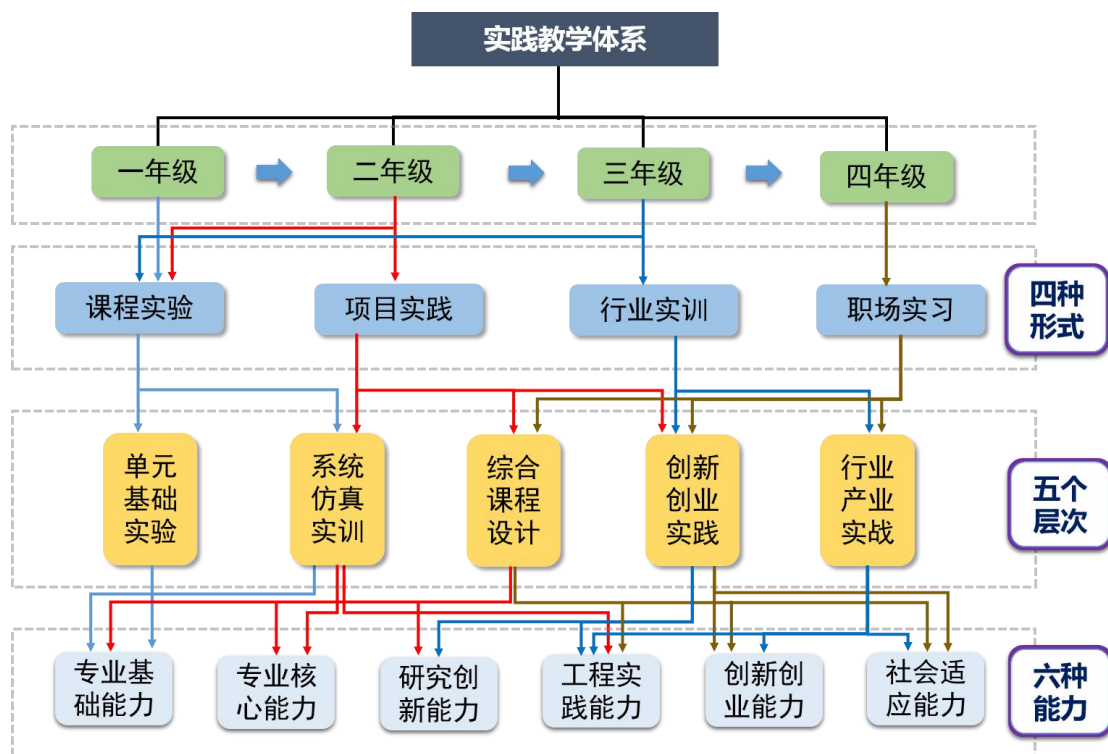 实践教学体系
一年级
二年级
三年级
四年级
课程实验
项目实践
行业实训
职场实习
四种
形式
单元
基础
实验
系统
仿真
实训
综合
课程
设计
创新
创业
实践
行业
产业
实战
五个
层次
专业基
础能力
专业核
心能力
研究创
新能力
工程实
践能力
创新创
业能力
社会适
应能力
六种
能力